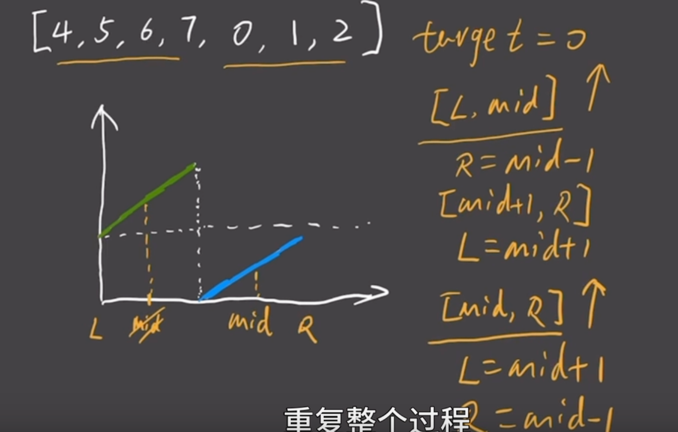 [4, 5, 6, 7, 0, 1, 2]
target = 0
[L, mid] ↑
R = mid-1
[mid+1, R]
L = mid+1
[mid, R] ↑
L = mid+1
R = mid-1
L mid mid R
重复整个过程